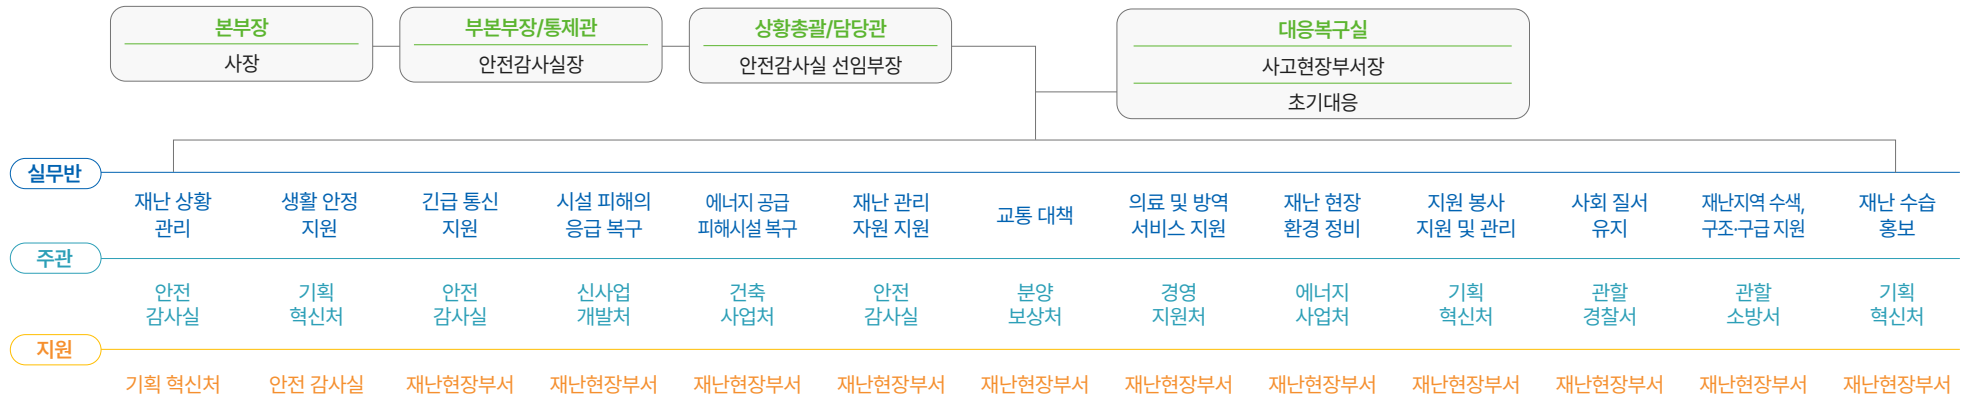 본부장
사장
부본부장/통제관
안전감사실장
상황총괄/담당관
안전감사실 선임부장
대응복구실
사고현장부서장
초기대응
실무반
재난 상황
관리
생활 안정
지원
긴급 통신
지원
시설 피해의
응급 복구
에너지 공급
피해시설 복구
재난 관리
자원 지원
교통 대책
의료 및 방역
서비스 지원
재난 현장
환경 정비
지원 봉사
지원 및 관리
사회 질서
유지
재난지역 수색,
구조·구급 지원
재난 수습
홍보
주관
안전
감사실
기획
혁신처
안전
감사실
신사업
개발처
건축
사업처
안전
감사실
분양
보상처
경영
지원처
에너지
사업처
기획
혁신처
관할
경찰서
관할
소방서
기획
혁신처
지원
기획 혁신처
안전 감사실
재난현장부서
재난현장부서
재난현장부서
재난현장부서
재난현장부서
재난현장부서
재난현장부서
재난현장부서
재난현장부서
재난현장부서
재난현장부서